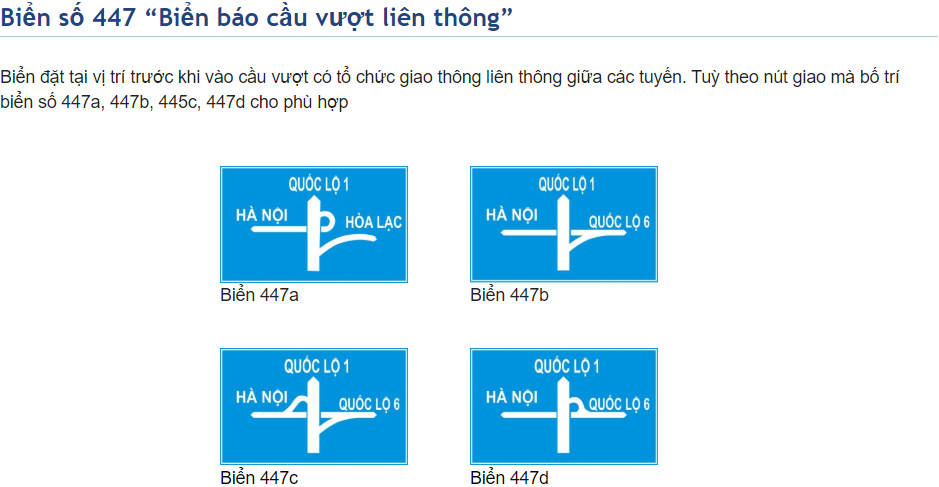 Biển số 447 “Biển báo cầu vượt liên thông”
Biển đặt tại vị trí trước khi vào cầu vượt có tổ chức giao thông liên thông giữa các tuyến. Tuỳ theo nút giao mà bố trí
biển số 447a, 447b, 445c, 447d cho phù hợp
QUỐC LỘ 1
HÀ NỘI
HÒA LẠC
Biển 447a
QUỐC LỘ 1
HÀ NỘI
QUỐC LỘ 6
Biển 447b
QUỐC LỘ 1
HÀ NỘI
QUỐC LỘ 6
Biển 447c
QUỐC LỘ 1
HÀ NỘI
QUỐC LỘ 6
Biển 447d